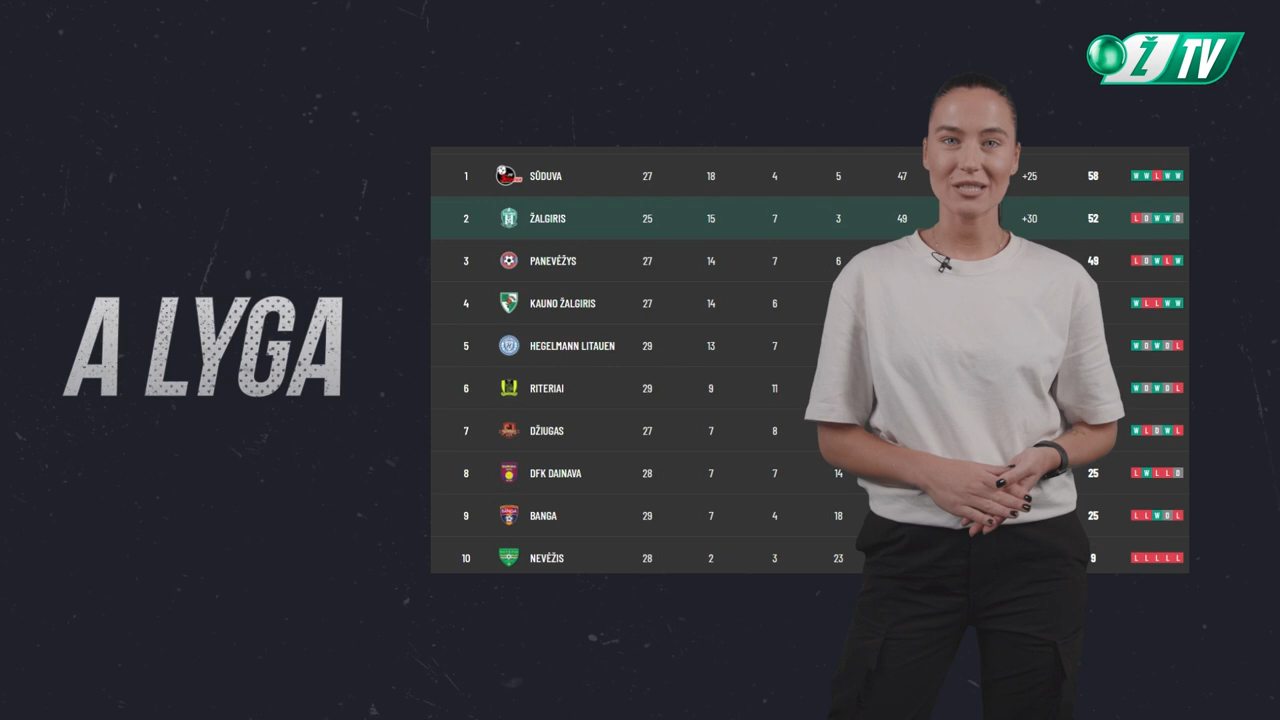 Ž TV
A LYGA
1 SŪDUVA 27 18 4 5 47 +25 58 W W L W W
2 ŽALGIRIS 25 15 7 3 49 +30 52 L D W W D
3 PANEVĖŽYS 27 14 7 6 49 L D W L W
4 KAUNO ŽALGIRIS 27 14 6 W L L W W
5 HEGELMANN LITAUEN 29 13 7 W D W D L
6 RITERIAI 29 9 11 W D W D L
7 DŽIUGAS 27 7 8 W L D W L
8 DFK DAINAVA 28 7 7 14 25 L W L L D
9 BANGA 29 7 4 18 25 L L W D L
10 NEVĖŽIS 28 2 3 23 9 L L L L L